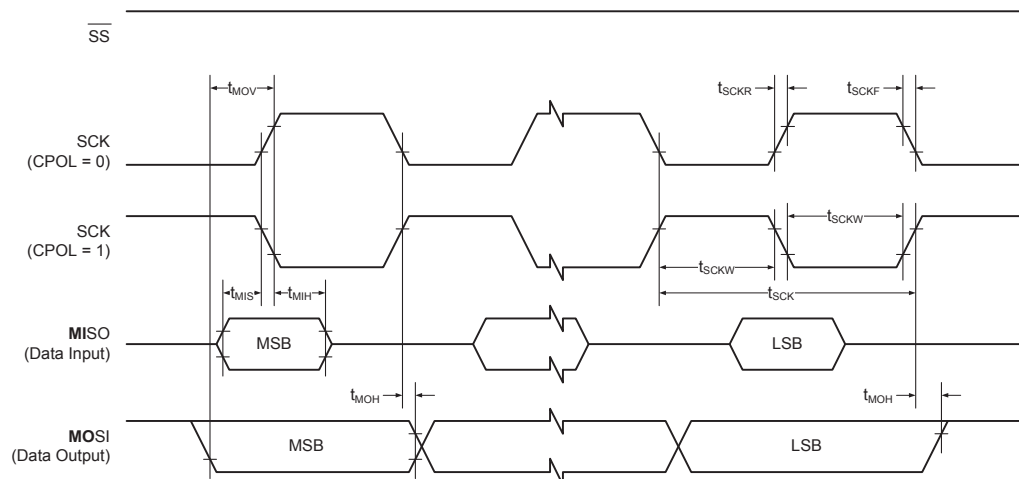 SS
tMOV
tSCKR
tSCKF
SCK
(CPOL = 0)
SCK
(CPOL = 1)
tSCKW
tSCKW
tMIS
tMIH
tSCK
MISO
(Data Input)
MSB
LSB
tMOH
tMOH
MOSI
(Data Output)
MSB
LSB